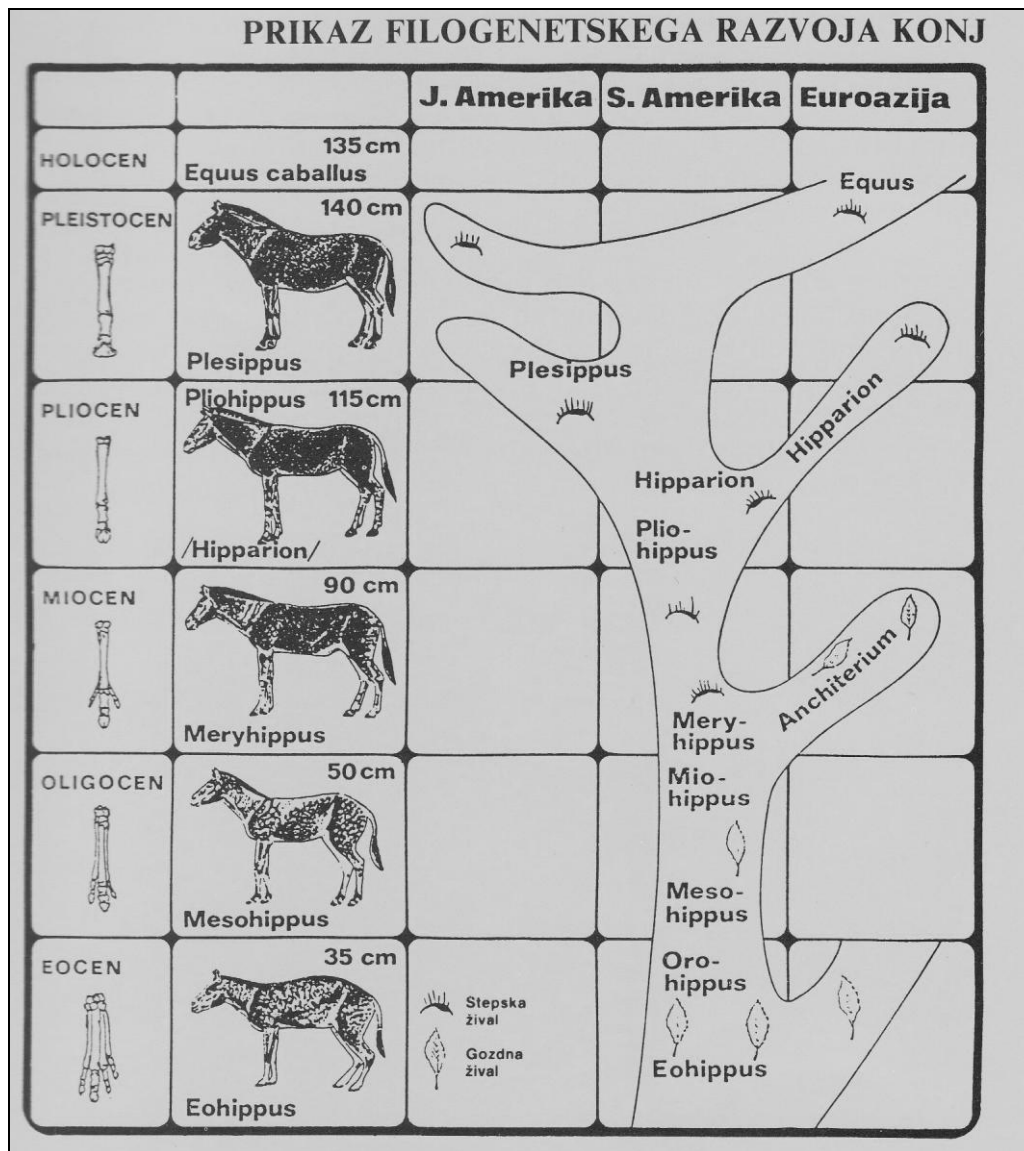 PRIKAZ FILOGENETSKEGA RAZVOJA KONJ
J. Amerika
S. Amerika
Euroazija
HOLOCEN
135 cm
Equus caballus
Equus
PLEISTOCEN
140 cm
Plesippus
Plesippus
PLIOCEN
Pliohippus 115 cm
/Hipparion/
Hipparion
Hipparion
Plio-
hippus
MIOCEN
90 cm
Meryhippus
Anchiterium
Mery-
hippus
OLIGOCEN
50 cm
Mesohippus
Mio-
hippus
Meso-
hippus
EOCEN
35 cm
Eohippus
Stepska
žival
Gozdna
žival
Oro-
hippus
Eohippus